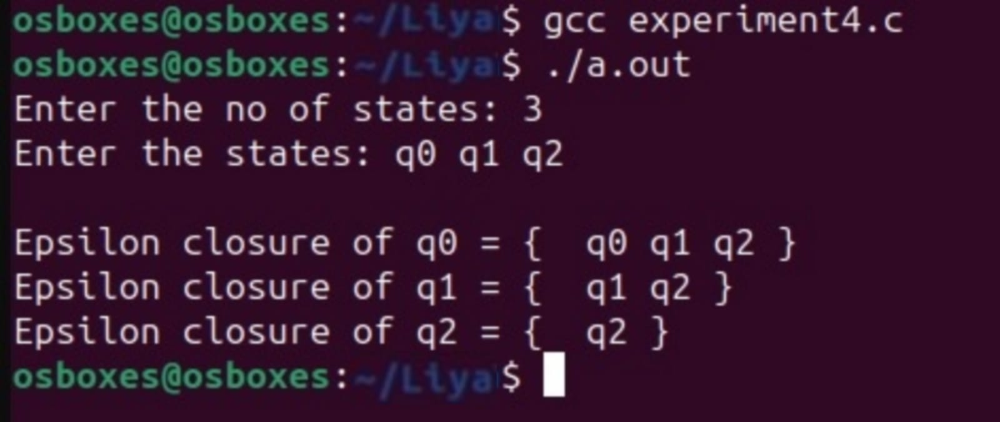 osboxes@osboxes:~/Liya$ gcc experiment4.c
osboxes@osboxes:~/Liya$ ./a.out
Enter the no of states: 3
Enter the states: q0 q1 q2
Epsilon closure of q0 = {  q0 q1 q2 }
Epsilon closure of q1 = {  q1 q2 }
Epsilon closure of q2 = {  q2 }
osboxes@osboxes:~/Liya$